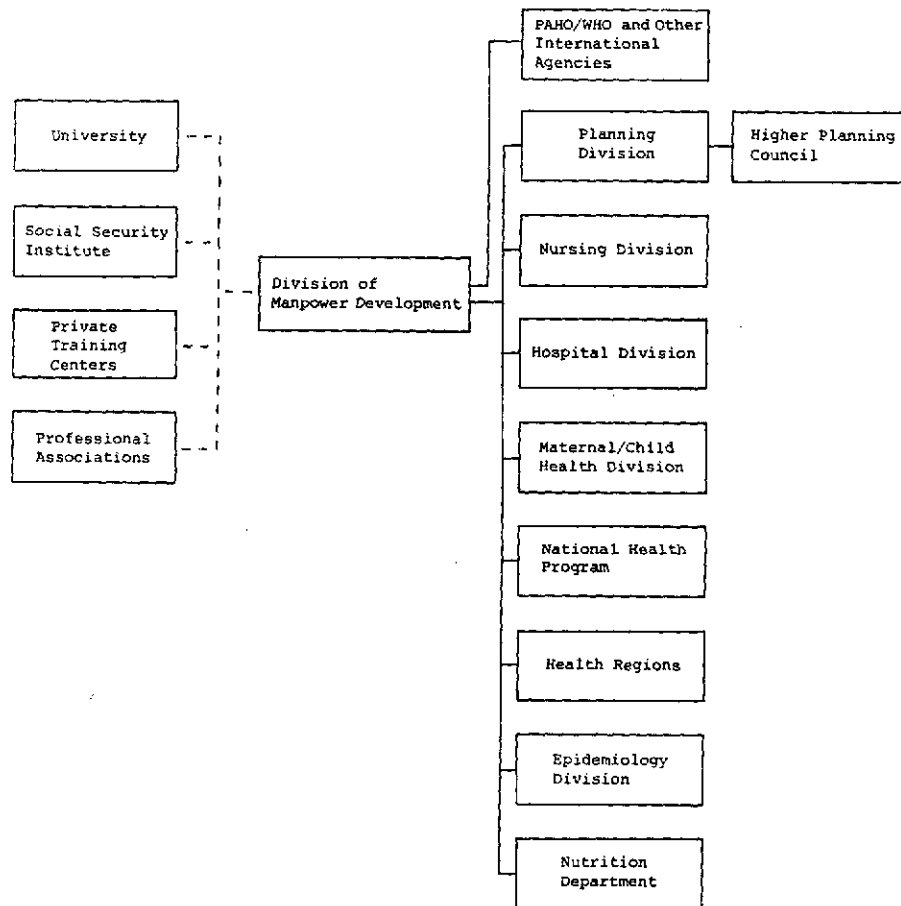 PAHO/WHO and Other
International
Agencies
University
Planning
Division
Higher Planning
Council
Social Security
Institute
Nursing Division
Division of
Manpower Development
Private
Training
Centers
Hospital Division
Professional
Associations
Maternal/Child
Health Division
National Health
Program
Health Regions
Epidemiology
Division
Nutrition
Department